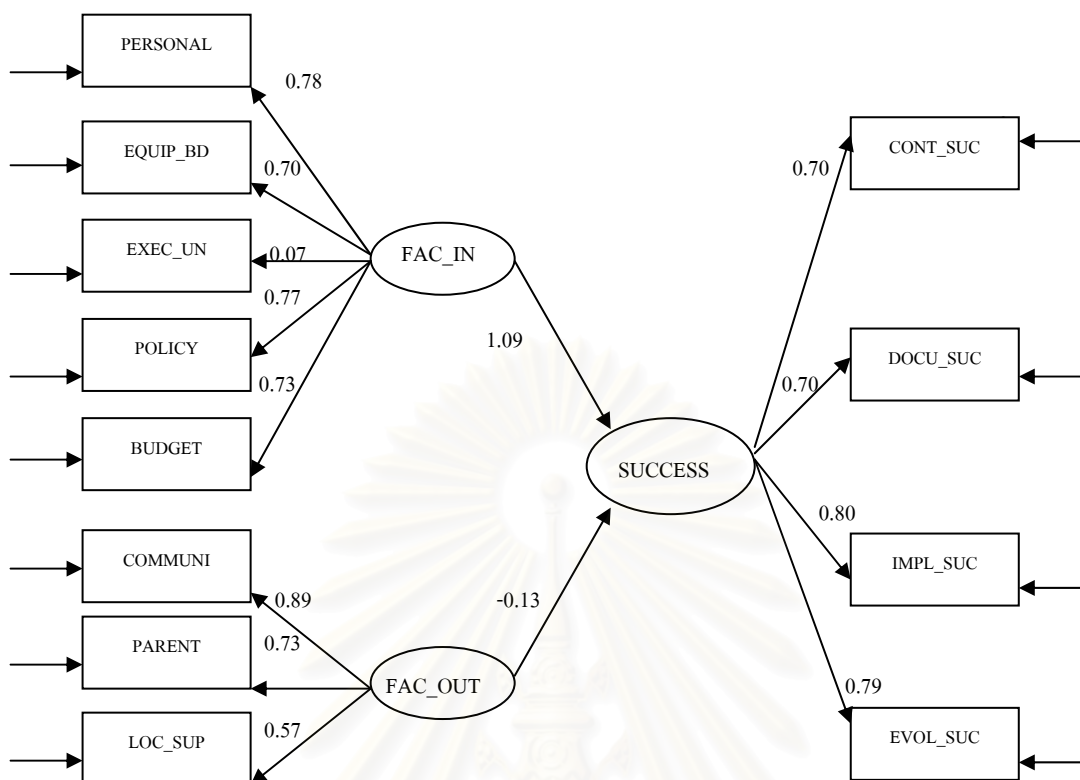 PERSONAL
0.78
EQUIP_BD
0.70
EXEC_UN
0.07
POLICY
0.77
BUDGET
0.73
FAC_IN
1.09
COMMUNI
0.89
PARENT
0.73
LOC_SUP
0.57
FAC_OUT
-0.13
SUCCESS
CONT_SUC
0.70
DOCU_SUC
0.70
IMPL_SUC
0.80
EVOL_SUC
0.79